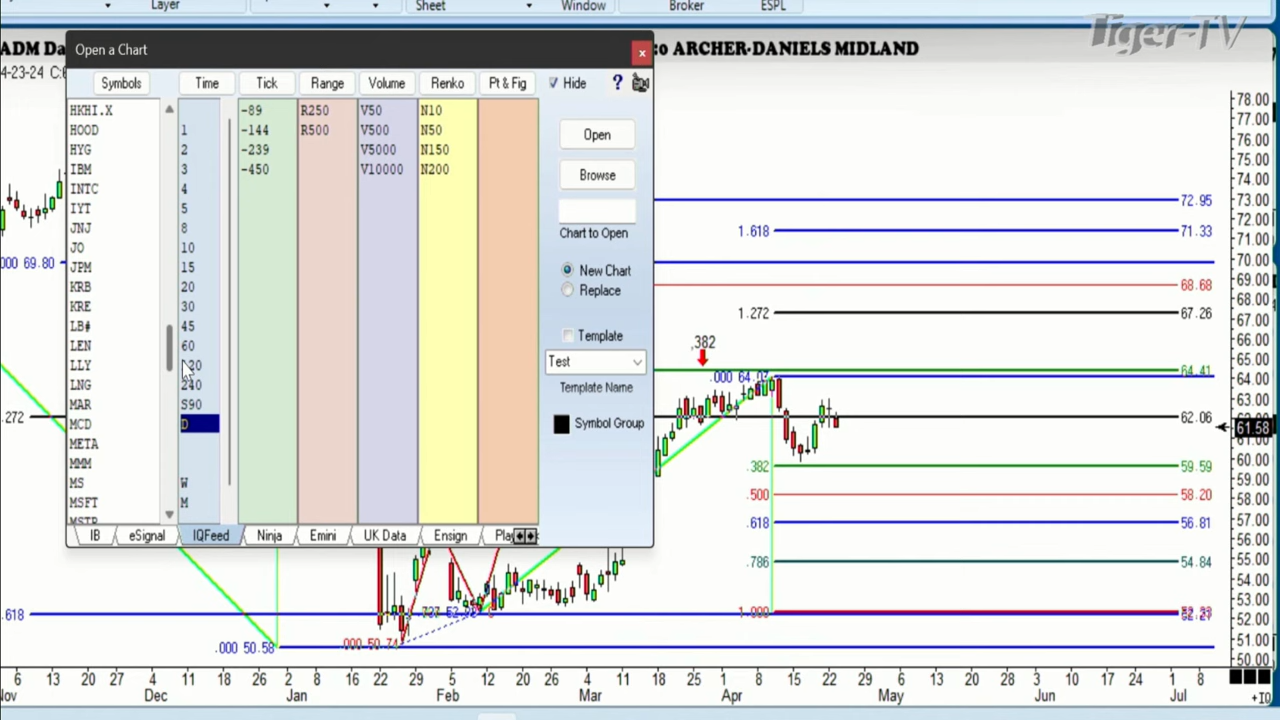 Layer
Sheet
Window
Broker
ESPL
Tiger-TV
ADM Da
ARCHER-DANIELS MIDLAND
4-23-24
Open a Chart
Symbols Time Tick Range Volume Renko Pt & Fig Hide ?
HKHI.X -89 R250 V50 N10
HOOD 1 -144 R500 V500 N50
HYG 2 -239 V5000 N150
IBM 3 -450 V10000 N200
INTC 4
IYT 5
JNJ 8
JO 10
JPM 15
KRB 20
KRE 30
LB# 45
LEN 60
LLY
LNG 240
MAR S90
MCD D
META
MMM
MS W
MSFT M
MSTR
Open
Browse
Chart to Open
New Chart
Replace
Template
Test
Template Name
Symbol Group
IB eSignal IQFeed Ninja Emini UK Data Ensign Play
000 69.80
.272
.618
.000 50.58
.000 50.74
.382
.000 64.07
72.95
1.618 71.33
68.68
1.272 67.26
64.41
62.06
.382 59.59
.500 58.20
.618 56.81
.786 54.84
1.000
78.00
77.00
76.00
75.00
74.00
73.00
72.00
71.00
70.00
69.00
68.00
67.00
66.00
65.00
64.00
63.00
61.58
60.00
59.00
58.00
57.00
56.00
55.00
54.00
53.00
52.00
51.00
50.00
6 13 20 27 4 11 18 26 2 8 16 22 29 5 12 20 26 4 11 18 25 1 8 15 22 29 6 13 20 28 3 10 17 24 1 8
Nov Dec Jan Feb Mar Apr May Jun Jul
+IQ